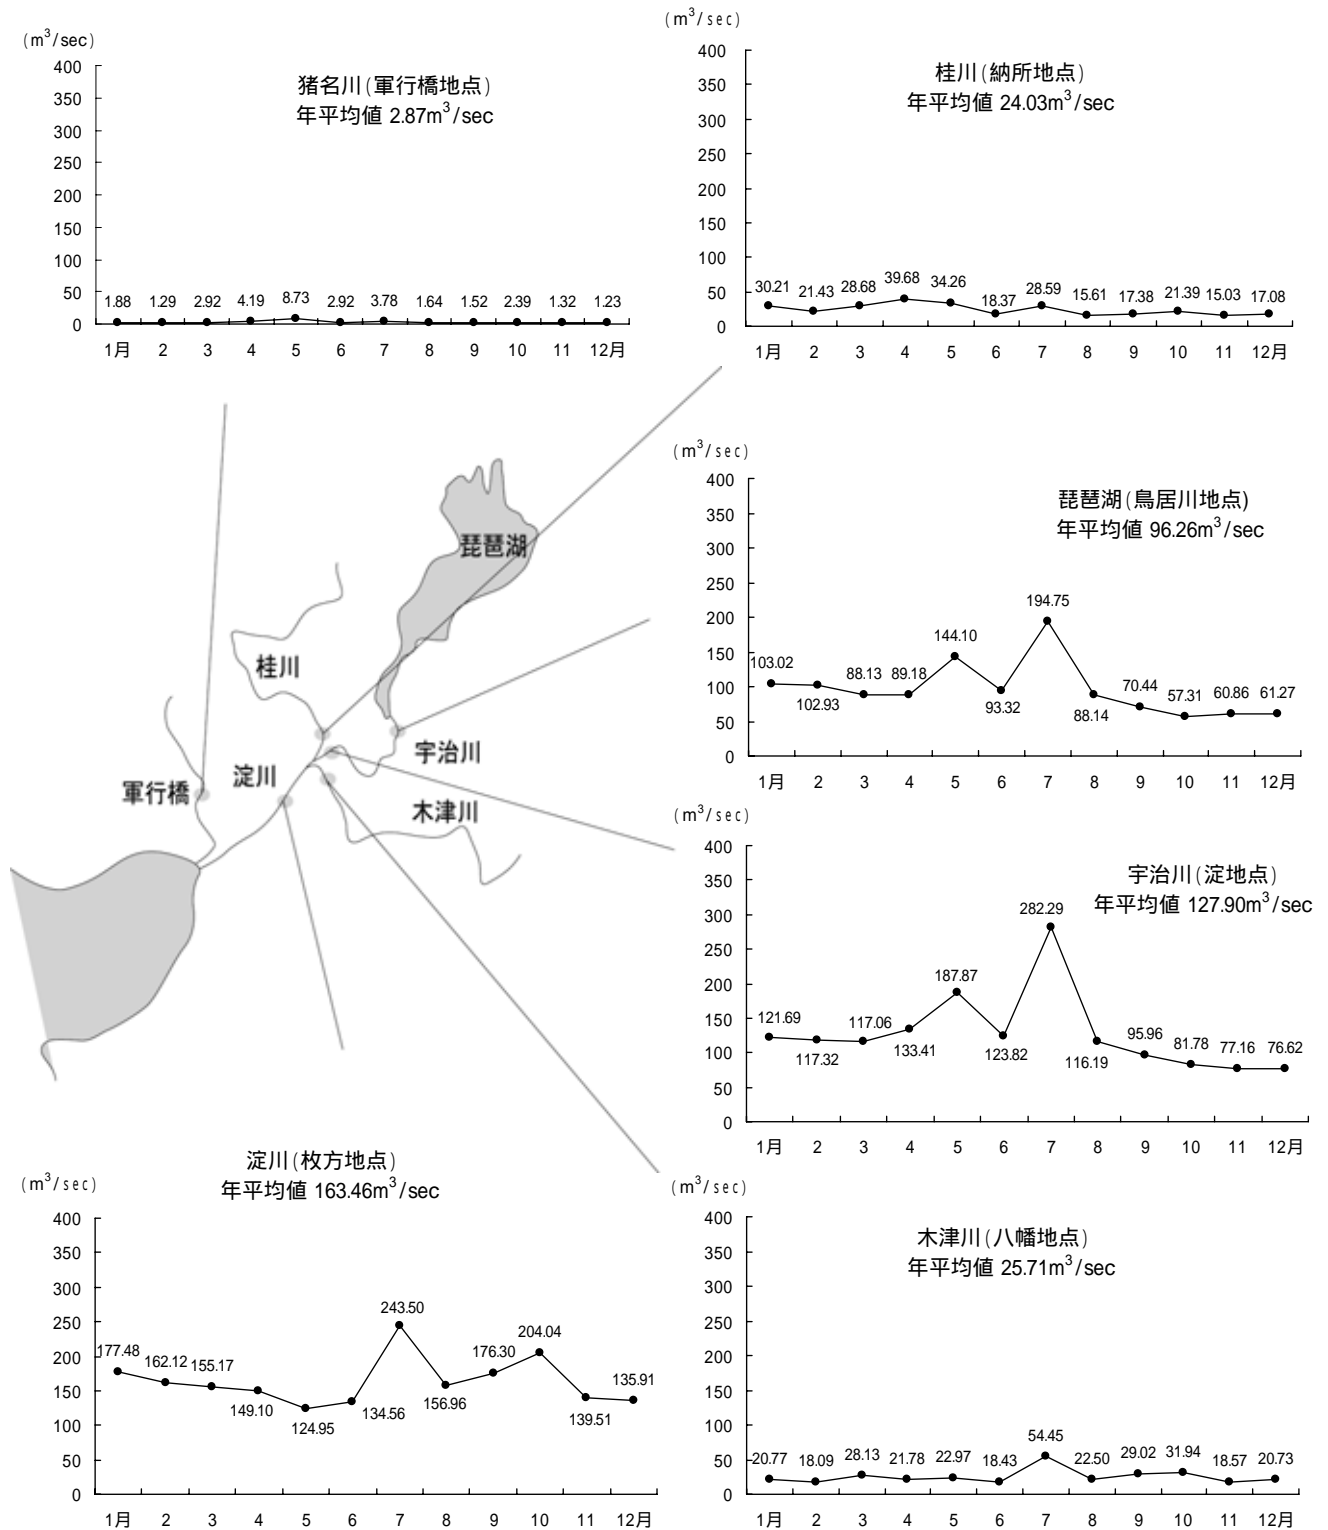 (m³/sec)
猪名川(軍行橋地点)
年平均値 2.87m³/sec
400
350
300
250
200
150
100
50
0
1.88 1.29 2.92 4.19 8.73 2.92 3.78 1.64 1.52 2.39 1.32 1.23
1月 2 3 4 5 6 7 8 9 10 11 12月
(m³/sec)
桂川(納所地点)
年平均値 24.03m³/sec
400
350
300
250
200
150
100
50
0
30.21 21.43 28.68 39.68 34.26 18.37 28.59 15.61 17.38 21.39 15.03 17.08
1月 2 3 4 5 6 7 8 9 10 11 12月
琵琶湖
桂川
宇治川
淀川
軍行橋
木津川
(m³/sec)
琵琶湖(鳥居川地点)
年平均値 96.26m³/sec
400
350
300
250
200
150
100
50
0
103.02 102.93 88.13 89.18 144.10 93.32 194.75 88.14 70.44 57.31 60.86 61.27
1月 2 3 4 5 6 7 8 9 10 11 12月
(m³/sec)
宇治川(淀地点)
年平均値 127.90m³/sec
400
350
300
250
200
150
100
50
0
121.69 117.32 117.06 133.41 187.87 123.82 282.29 116.19 95.96 81.78 77.16 76.62
1月 2 3 4 5 6 7 8 9 10 11 12月
淀川(枚方地点)
年平均値 163.46m³/sec
(m³/sec)
400
350
300
250
200
150
100
50
0
177.48 162.12 155.17 149.10 124.95 134.56 243.50 156.96 176.30 204.04 139.51 135.91
1月 2 3 4 5 6 7 8 9 10 11 12月
(m³/sec)
木津川(八幡地点)
年平均値 25.71m³/sec
400
350
300
250
200
150
100
50
0
20.77 18.09 28.13 21.78 22.97 18.43 54.45 22.50 29.02 31.94 18.57 20.73
1月 2 3 4 5 6 7 8 9 10 11 12月